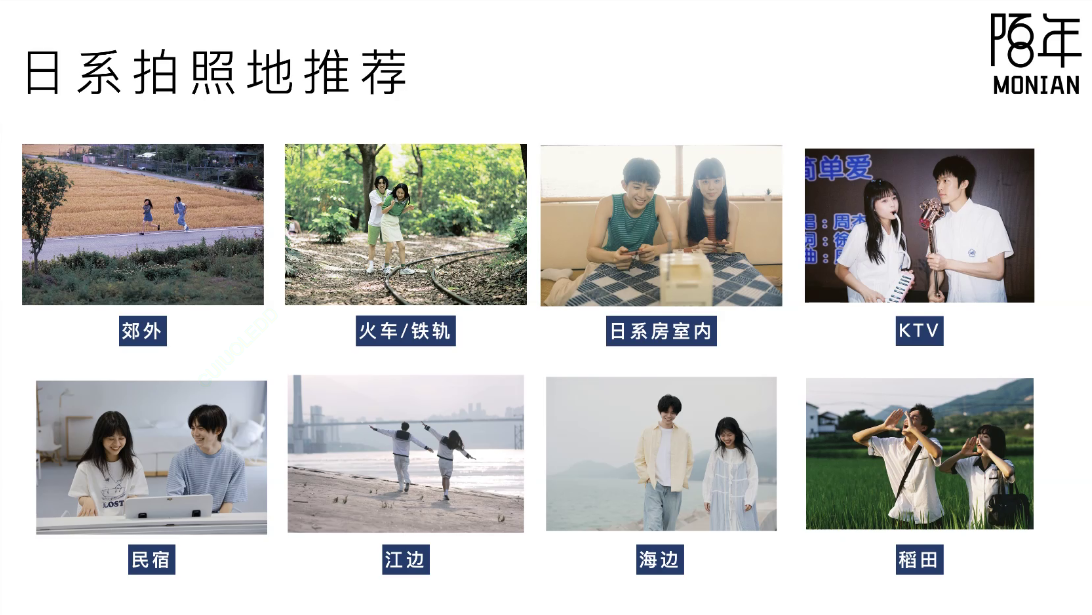 日系拍照地推荐
陌年
MONIAN
简单爱
唱:周杰
词:徐
曲:周
郊外
火车/铁轨
日系房室内
KTV
LOST
民宿
江边
海边
稻田